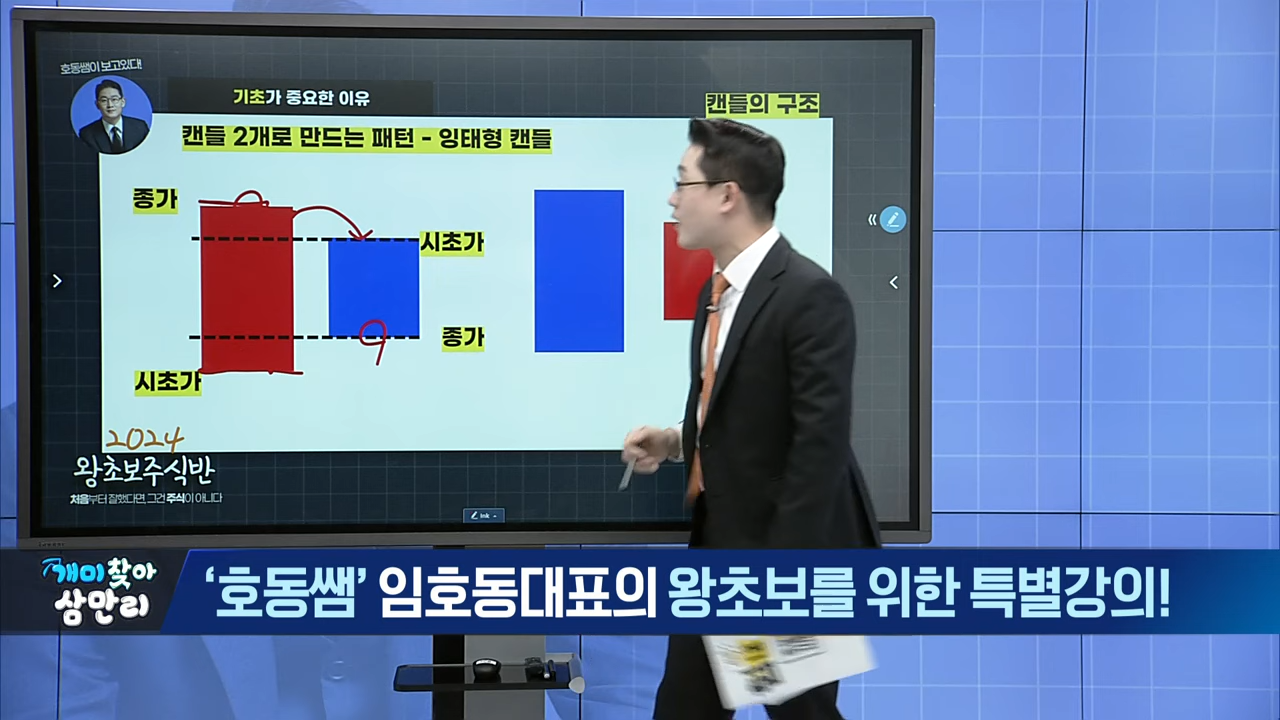 호동쌤이 보고있다!
기초가 중요한 이유
캔들의 구조
캔들 2개로 만드는 패턴 - 잉태형 캔들
종가
시초가
종가
시초가
2024
왕초보주식반
처음부터 잘했다면, 그건 주식이 아니다
Ink
개미찾아
삼만리
‘호동쌤’ 임호동대표의 왕초보를 위한 특별강의!